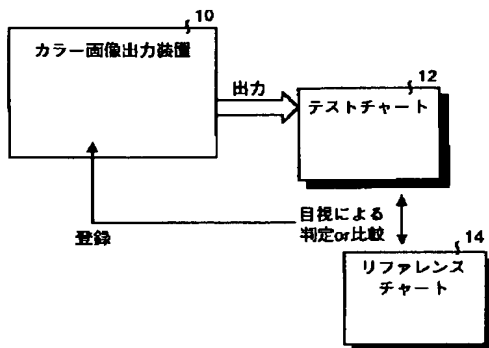 10
カラー画像出力装置
出力
12
テストチャート
目視による
判定or比較
登録
14
リファレンス
チャート